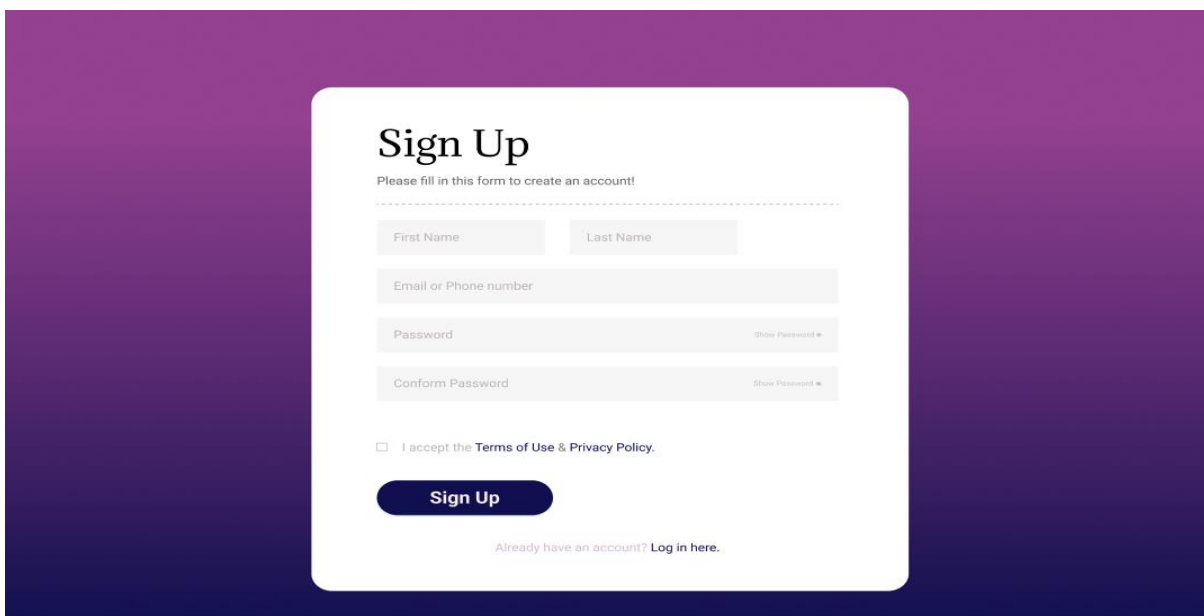 Sign Up
Please fill in this form to create an account!
First Name Last Name
Email or Phone number
Password Show Password
Conform Password Show Password
I accept the Terms of Use & Privacy Policy.
Sign Up
Already have an account? Log in here.